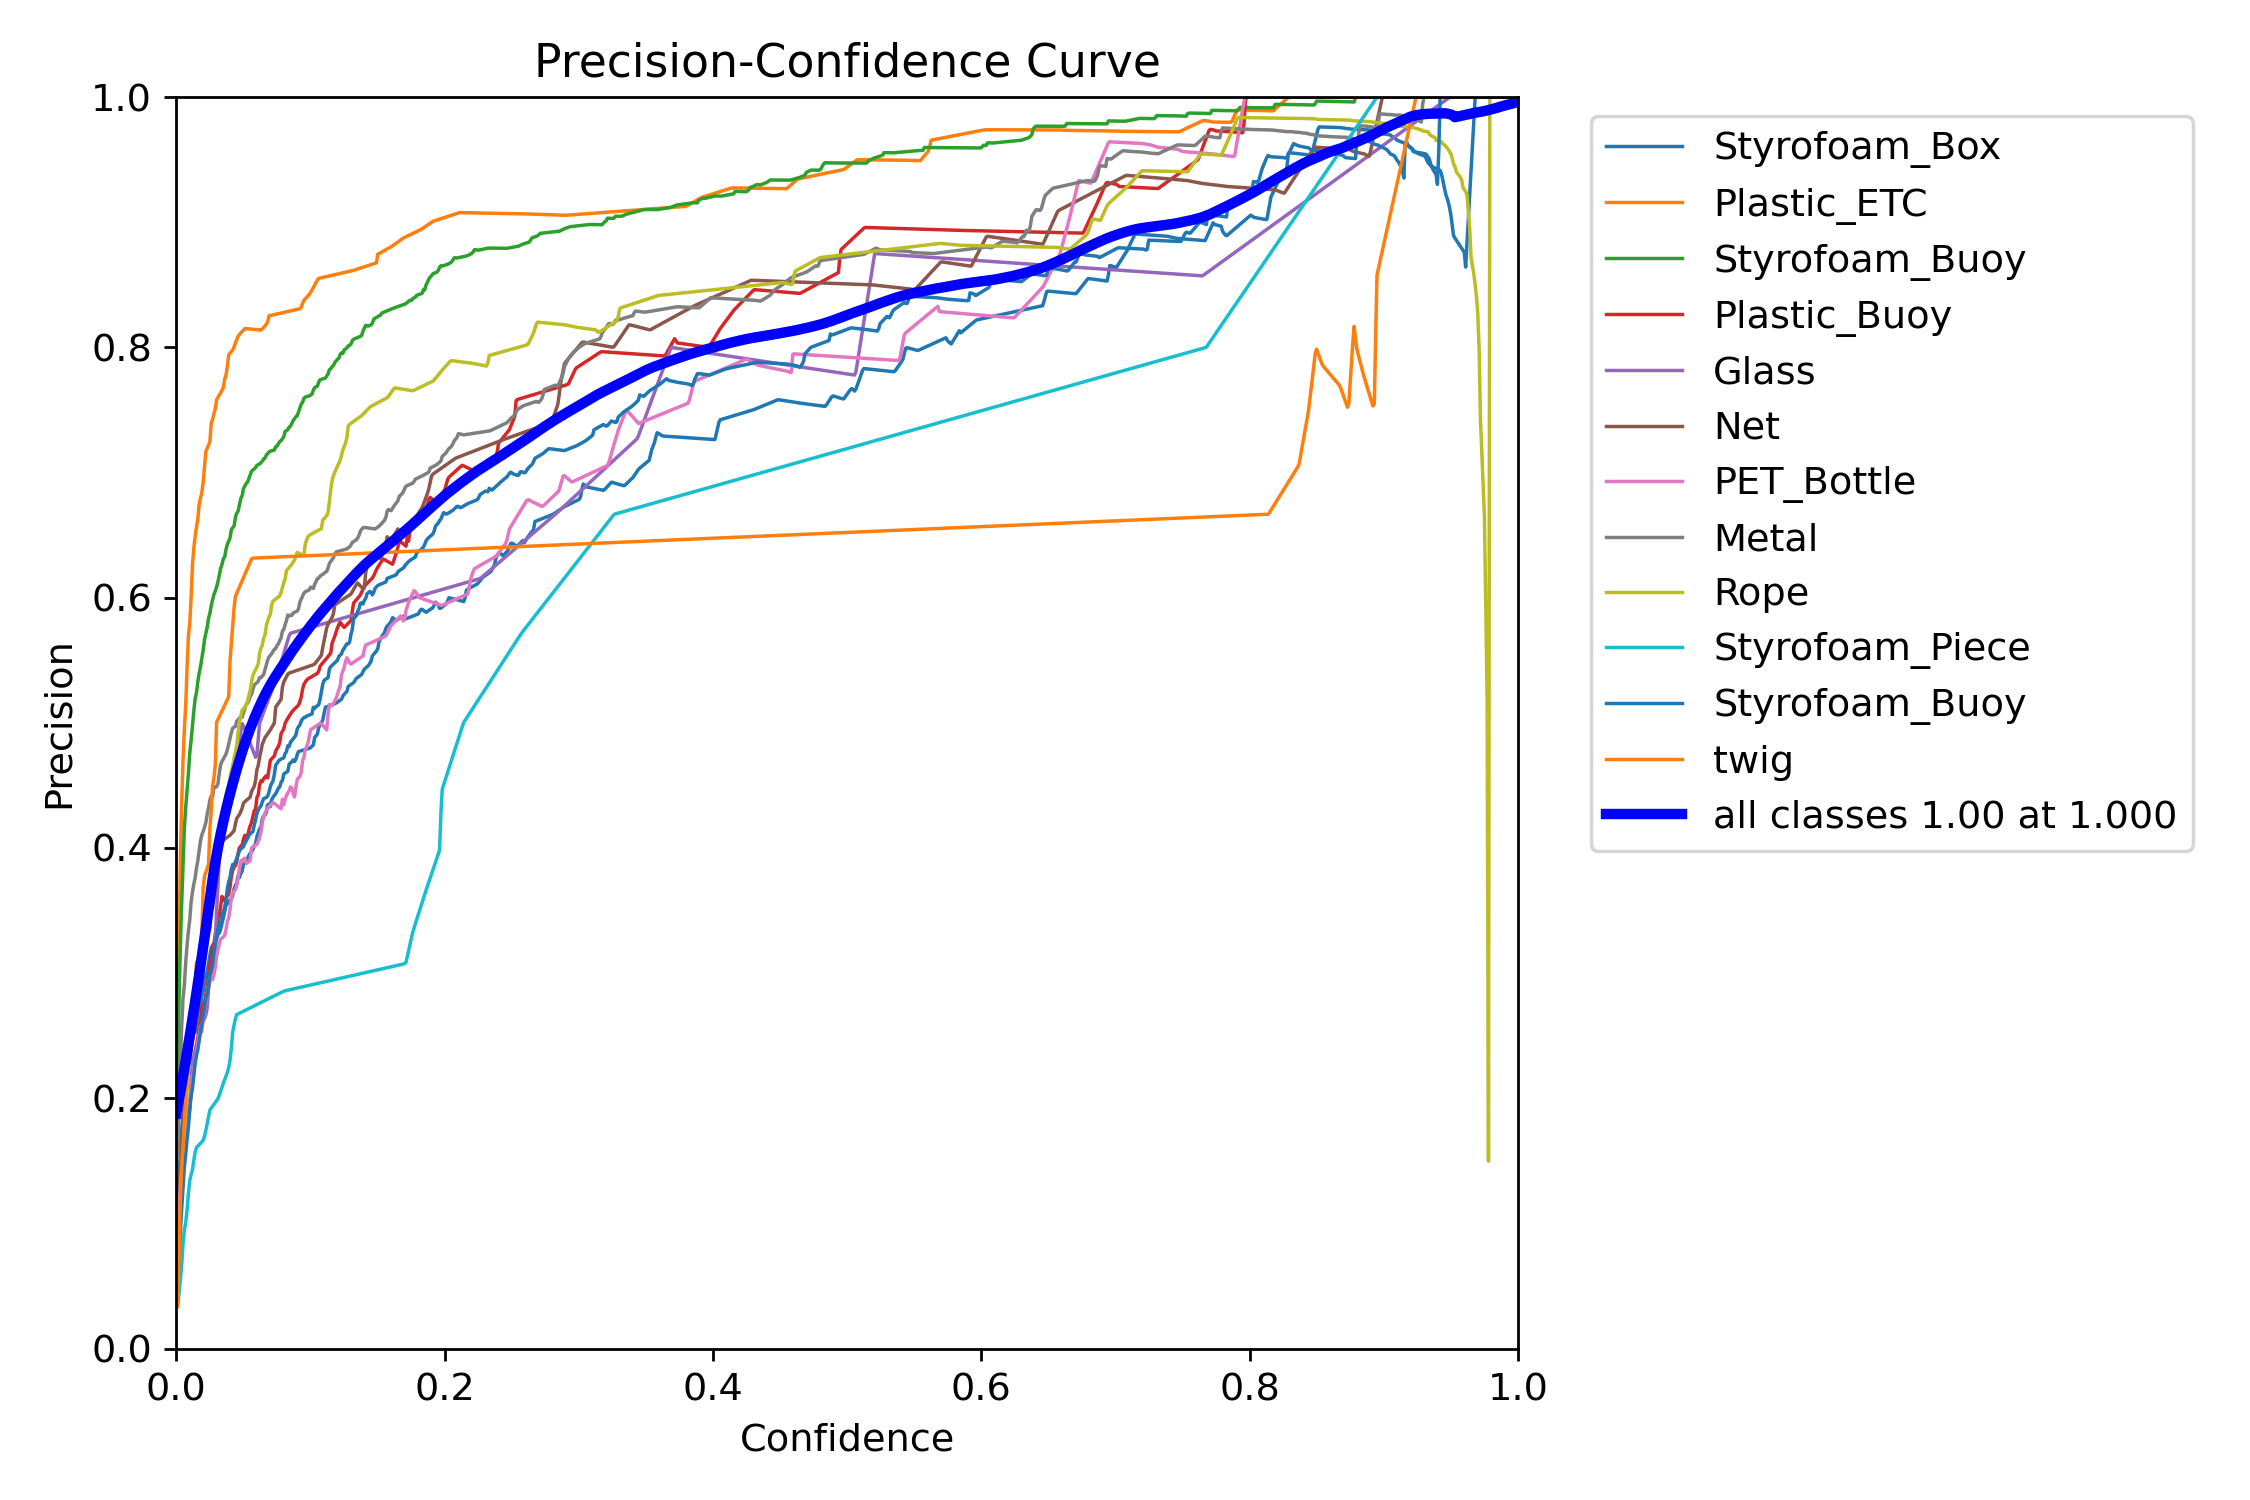 Precision-Confidence Curve
1.0
0.8
0.6
0.4
0.2
0.0
Precision
0.0 0.2 0.4 0.6 0.8 1.0
Confidence
Styrofoam_Box
Plastic_ETC
Styrofoam_Buoy
Plastic_Buoy
Glass
Net
PET_Bottle
Metal
Rope
Styrofoam_Piece
Styrofoam_Buoy
twig
all classes 1.00 at 1.000